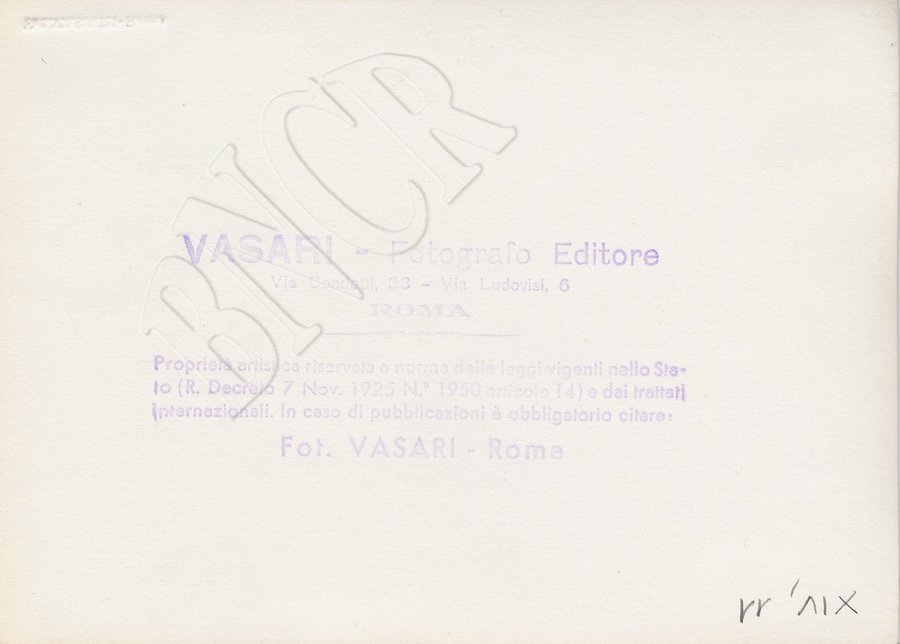 BNCR
VASARI - Fotografo Editore
Via Condotti, 33 - Via Ludovisi, 6
ROMA
Proprietà artistica riservata a norma delle leggi vigenti nello Sta-
to (R. Decreto 7 Nov. 1925 N.° 1950 articolo 14) e dai trattati
internazionali. In caso di pubblicazioni è obbligatorio citare:
Fot. VASARI - Roma